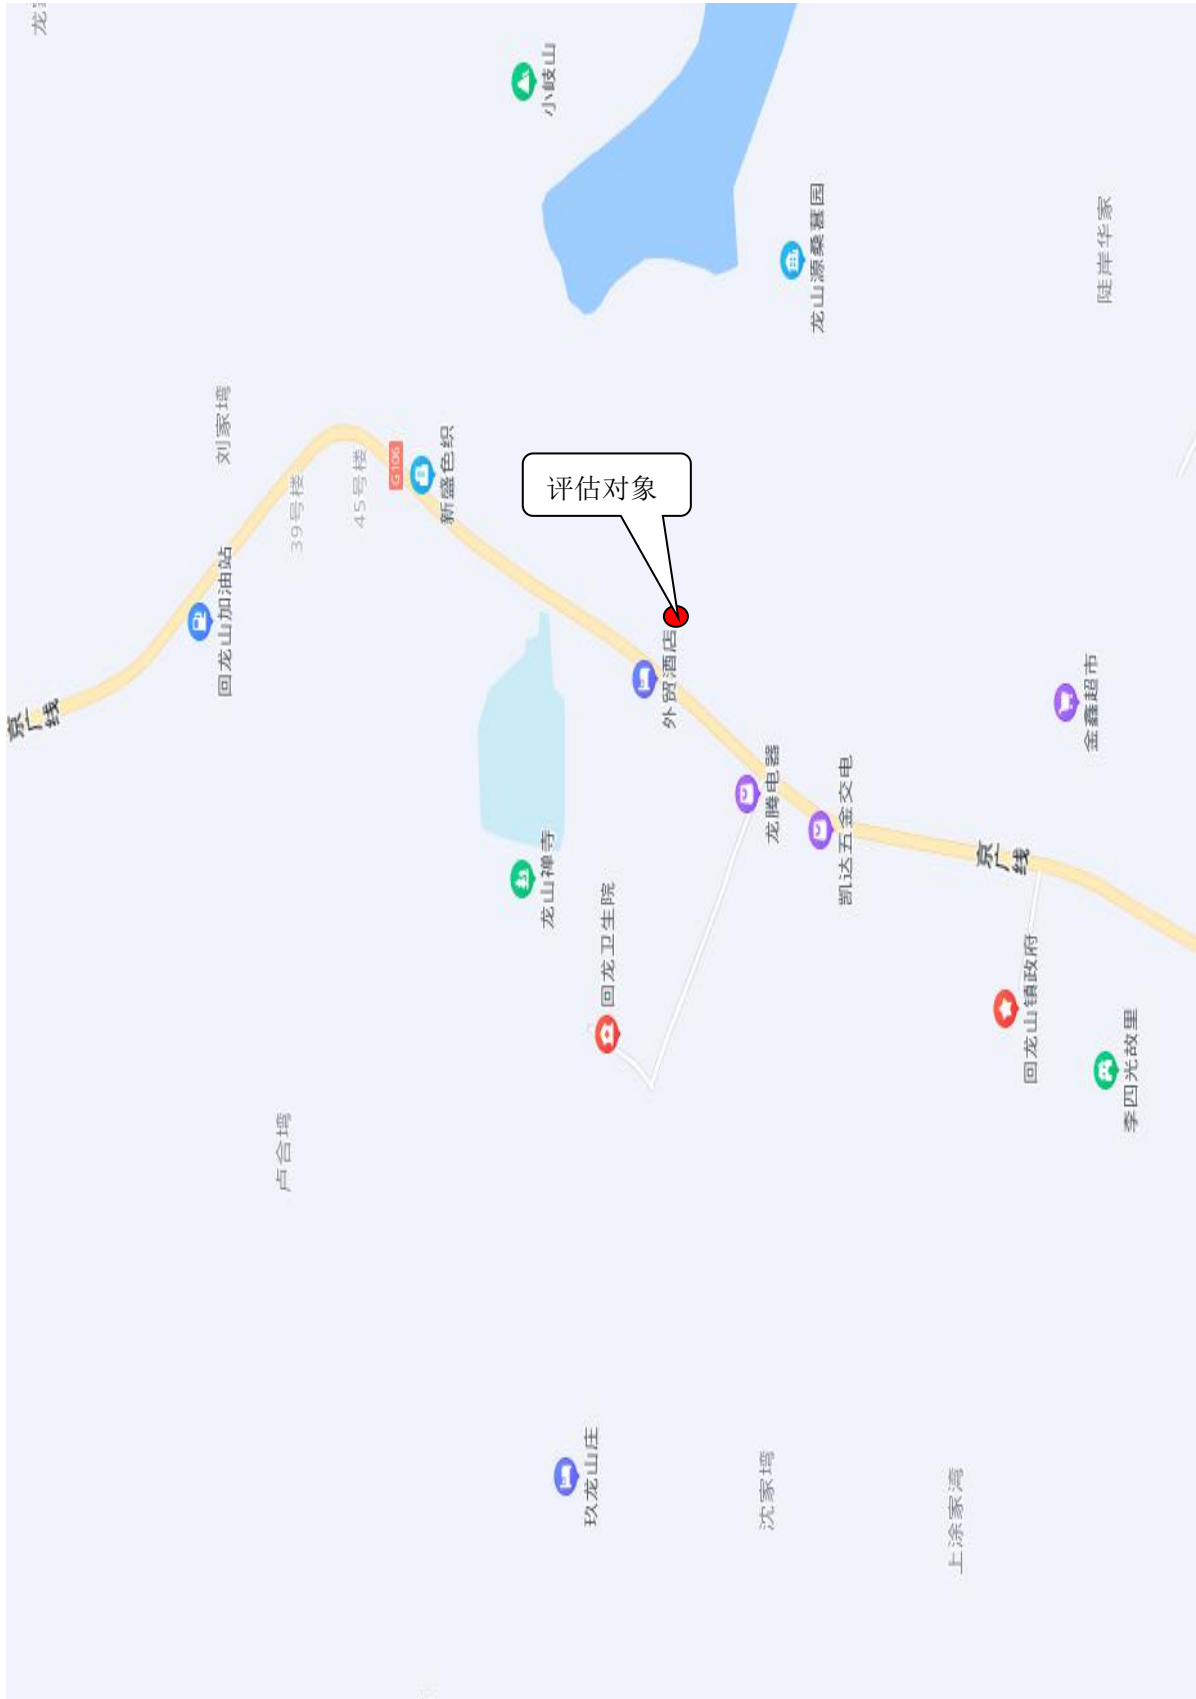 小岐山
龙山源桑葚园
陡岸华家
刘家塆
39号楼
45号楼
G106
新盛色织
评估对象
回龙山加油站
京广线
外贸酒店
金鑫超市
龙腾电器
凯达五金交电
龙山禅寺
回龙卫生院
京广线
回龙山镇政府
李四光故里
卢合塆
玖龙山庄
沈家塆
上涂家湾